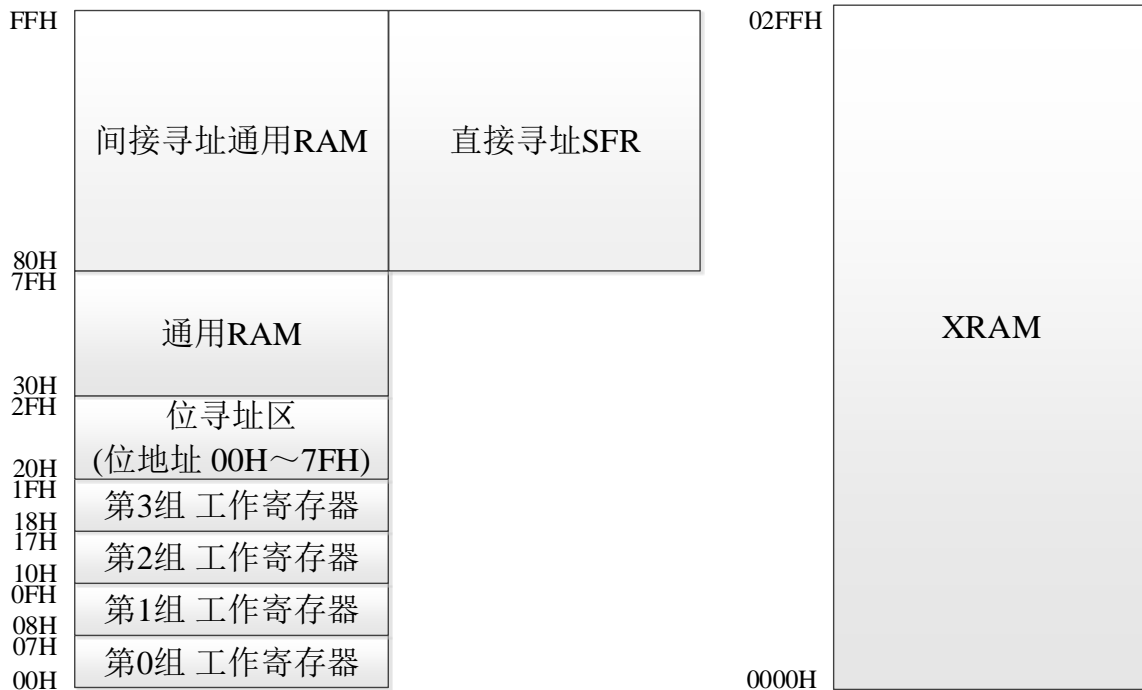 FFH
02FFH
间接寻址通用RAM
直接寻址SFR
80H
7FH
通用RAM
XRAM
30H
2FH
位寻址区
(位地址 00H～7FH)
20H
1FH
第3组 工作寄存器
18H
17H
第2组 工作寄存器
10H
0FH
第1组 工作寄存器
08H
07H
第0组 工作寄存器
00H
0000H